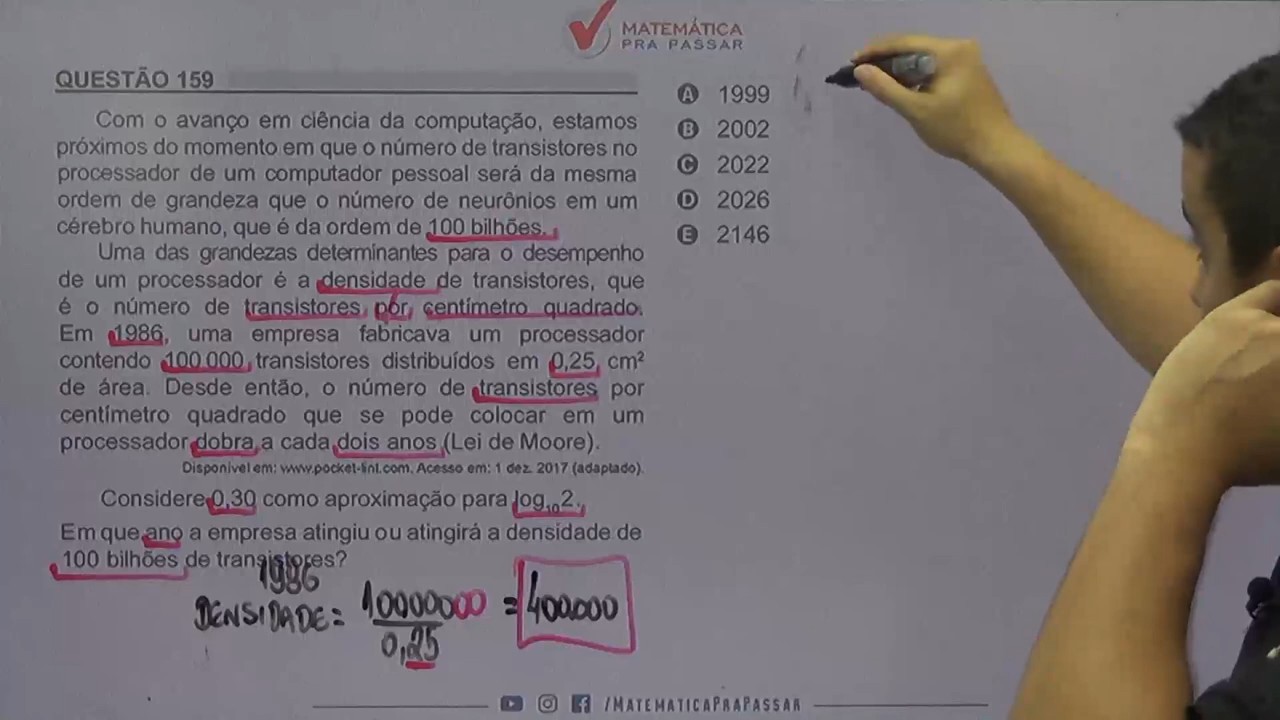 MATEMÁTICA
PRA PASSAR
QUESTÃO 159
Com o avanço em ciência da computação, estamos
próximos do momento em que o número de transistores no
processador de um computador pessoal será da mesma
ordem de grandeza que o número de neurônios em um
cérebro humano, que é da ordem de 100 bilhões.
Uma das grandezas determinantes para o desempenho
de um processador é a densidade de transistores, que
é o número de transistores por centímetro quadrado.
Em 1986, uma empresa fabricava um processador
contendo 100 000 transistores distribuídos em 0,25 cm²
de área. Desde então, o número de transistores por
centímetro quadrado que se pode colocar em um
processador dobra a cada dois anos (Lei de Moore).
Disponível em: www.pocket-lint.com. Acesso em: 1 dez. 2017 (adaptado).
Considere 0,30 como aproximação para log₁₀2.
Em que ano a empresa atingiu ou atingirá a densidade de
100 bilhões de transistores?
A 1999
B 2002
C 2022
D 2026
E 2146
1986
DENSIDADE = 10000000 = 400.000
0,25
/MATEMATICAPRAPASSAR